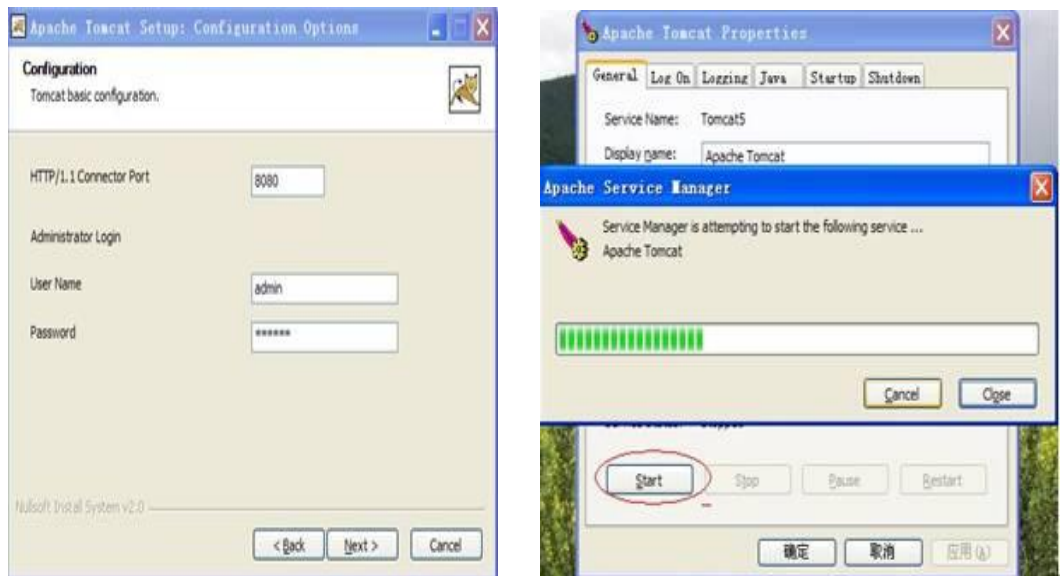 Apache Tomcat Setup: Configuration Options
Configuration
Tomcat basic configuration.
HTTP/1.1 Connector Port
8080
Administrator Login
User Name
admin
Password
******
Nullsoft Install System v2.0
< Back
Next >
Cancel
Apache Tomcat Properties
General Log On Logging Java Startup Shutdown
Service Name: Tomcat5
Display name: Apache Tomcat
Apache Service Manager
Service Manager is attempting to start the following service ...
Apache Tomcat
Cancel
Close
Start
Stop
Pause
Restart
确定
取消
应用(A)